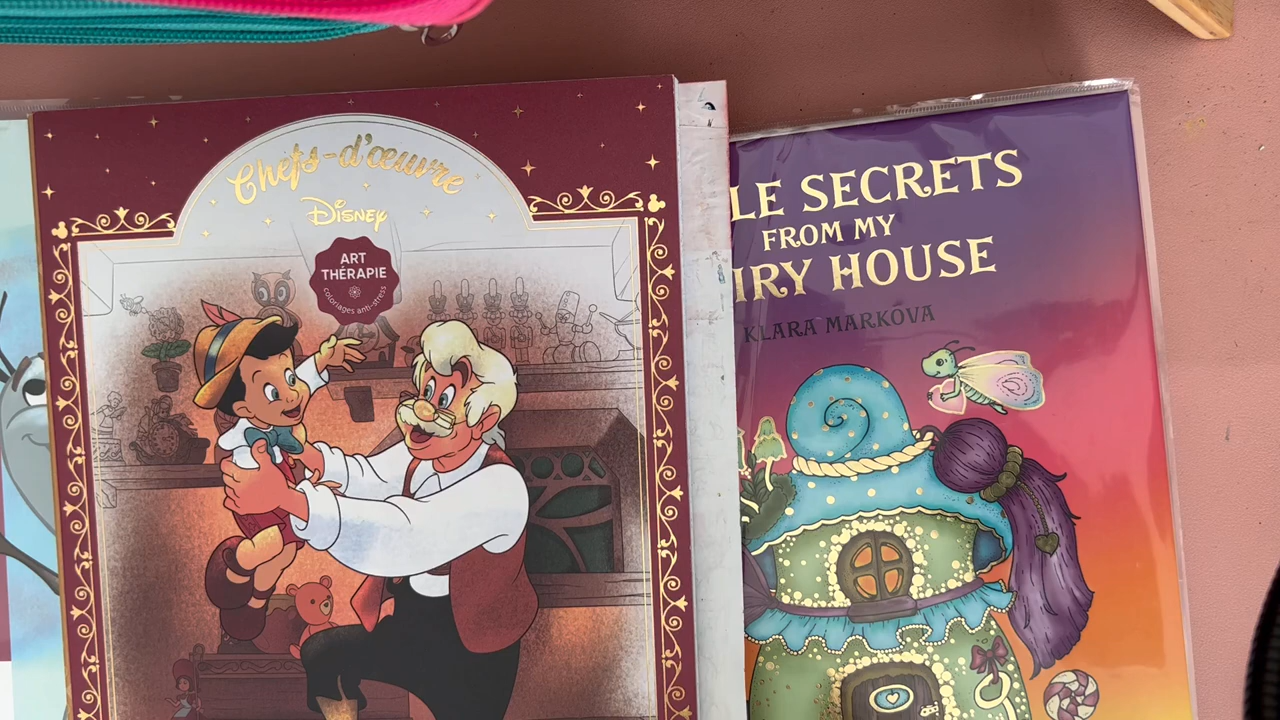 Chefs-d'œuvre
Disney
ART
THÉRAPIE
coloriages anti-stress
LE SECRETS
FROM MY
IRY HOUSE
KLARA MARKOVA